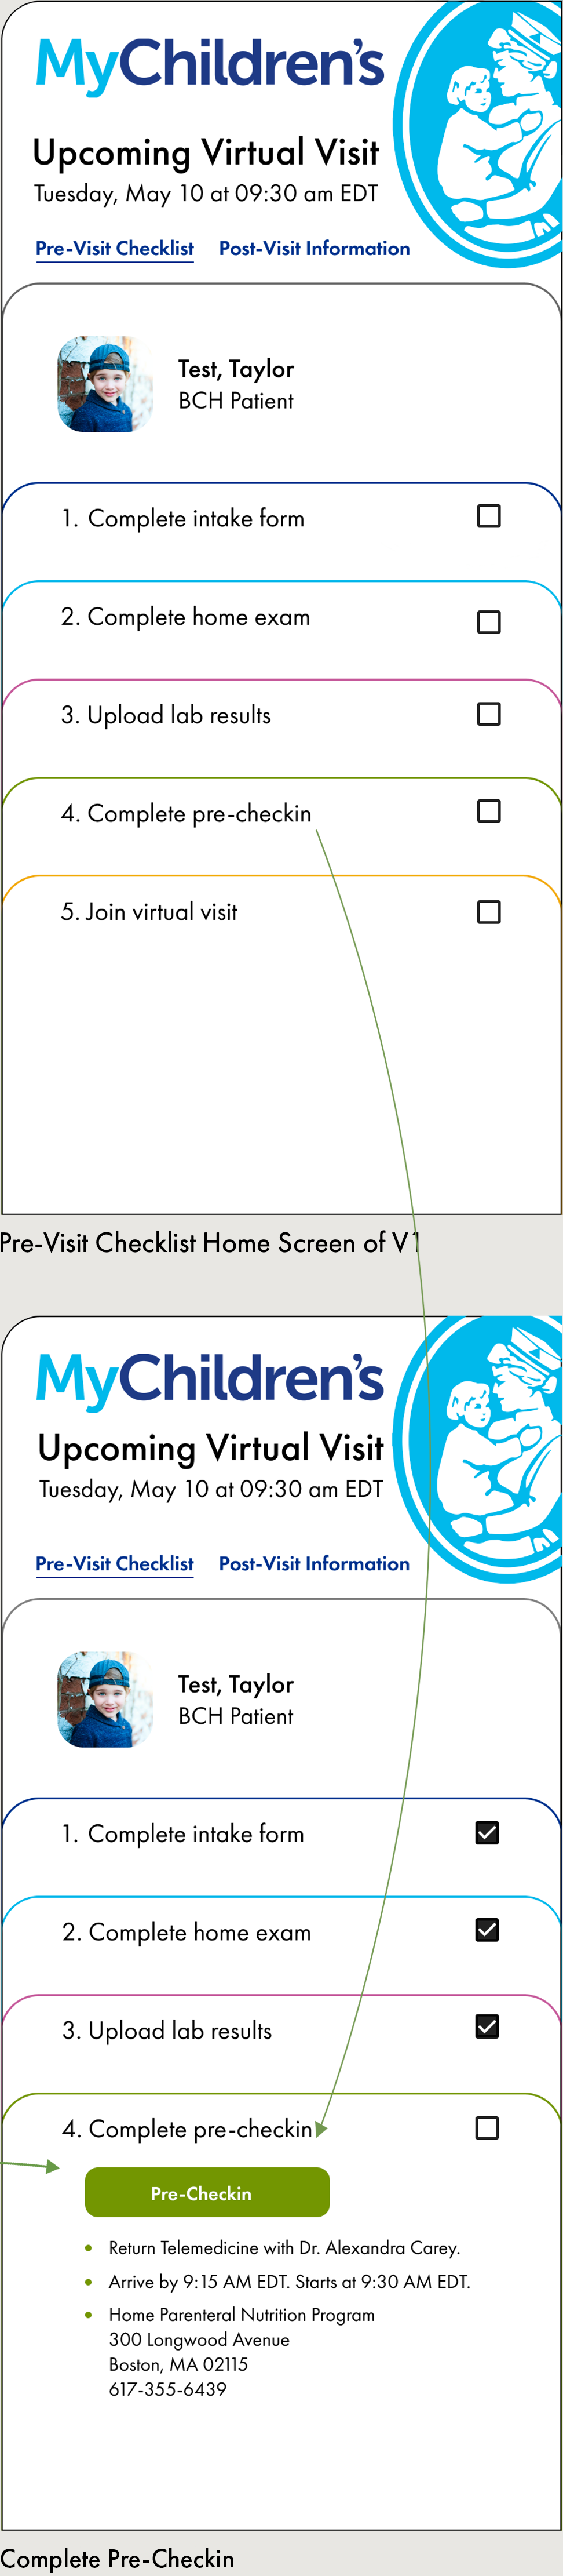 MyChildren's
Upcoming Virtual Visit
Tuesday, May 10 at 09:30 am EDT
Pre-Visit Checklist Post-Visit Information
Test, Taylor
BCH Patient
1. Complete intake form
2. Complete home exam
3. Upload lab results
4. Complete pre-checkin
5. Join virtual visit
Pre-Visit Checklist Home Screen of V1
MyChildren's
Upcoming Virtual Visit
Tuesday, May 10 at 09:30 am EDT
Pre-Visit Checklist Post-Visit Information
Test, Taylor
BCH Patient
1. Complete intake form
2. Complete home exam
3. Upload lab results
4. Complete pre-checkin
Pre-Checkin
• Return Telemedicine with Dr. Alexandra Carey.
• Arrive by 9:15 AM EDT. Starts at 9:30 AM EDT.
• Home Parenteral Nutrition Program
300 Longwood Avenue
Boston, MA 02115
617-355-6439
Complete Pre-Checkin